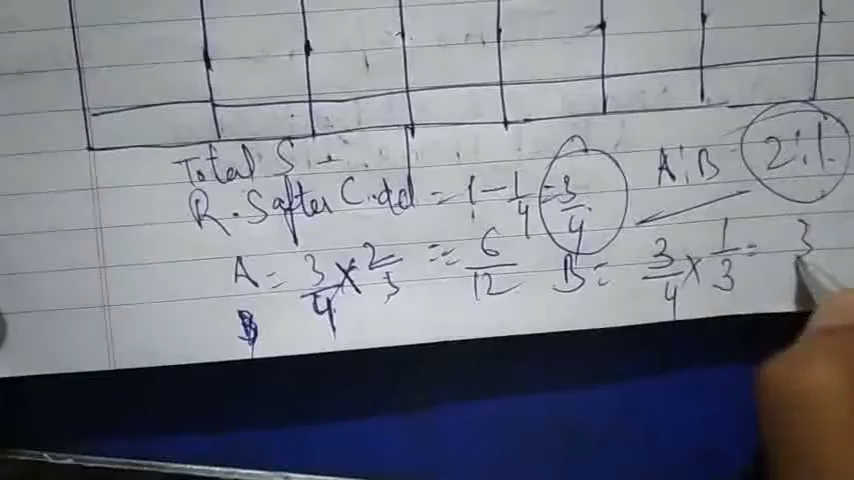 Total S = 1
R.S after C.dd = 1 - 1/4 = 3/4 A:B 2:1
A = 3/4 x 2/3 = 6/12 B = 3/4 x 1/3 = 3
B